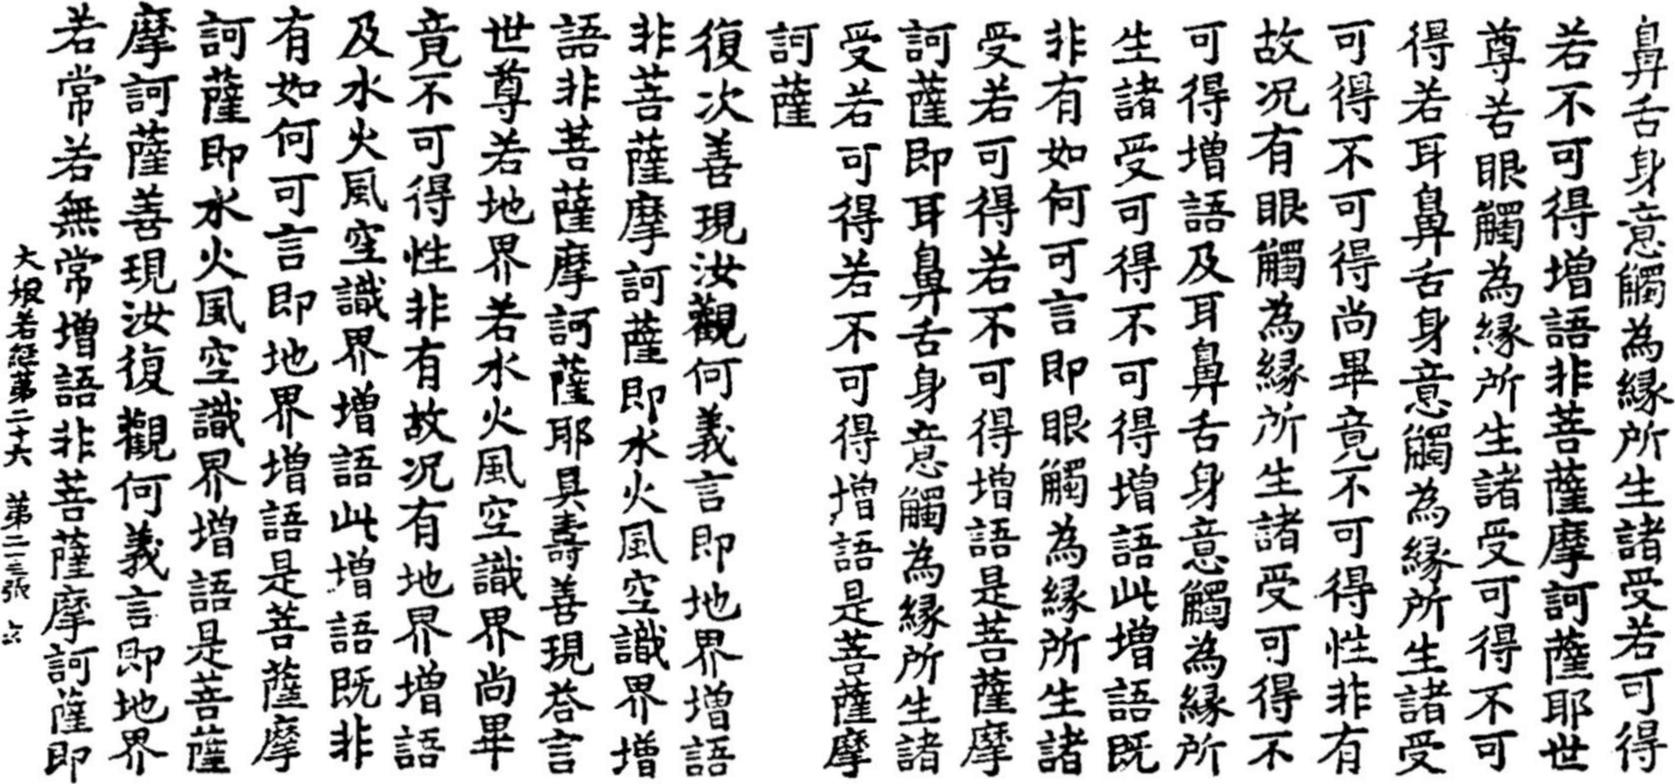 鼻舌身意觸為緣所生諸受若可得
若不可得增語非菩薩摩訶薩耶世
尊若眼觸為緣所生諸受可得不可
得若耳鼻舌身意觸為緣所生諸受
可得不可得尚畢竟不可得性非有
故況有眼觸為緣所生諸受可得不
可得增語及耳鼻舌身意觸為緣所
生諸受可得不可得增語此增語既
非有如何可言即眼觸為緣所生諸
受若可得若不可得增語是菩薩摩
訶薩即耳鼻舌身意觸為緣所生諸
受若可得若不可得增語是菩薩摩
訶薩
復次善現汝觀何義言即地界增語
非菩薩摩訶薩即水火風空識界增
語非菩薩摩訶薩耶具壽善現荅言
世尊若地界若水火風空識界尚畢
竟不可得性非有故況有地界增語
及水火風空識界增語此增語既非
有如何可言即地界增語是菩薩摩
訶薩即水火風空識界增語是菩薩
摩訶薩善現汝復觀何義言即地界
若常若無常增語非菩薩摩訶薩即
大般若經第二十六 第二三張